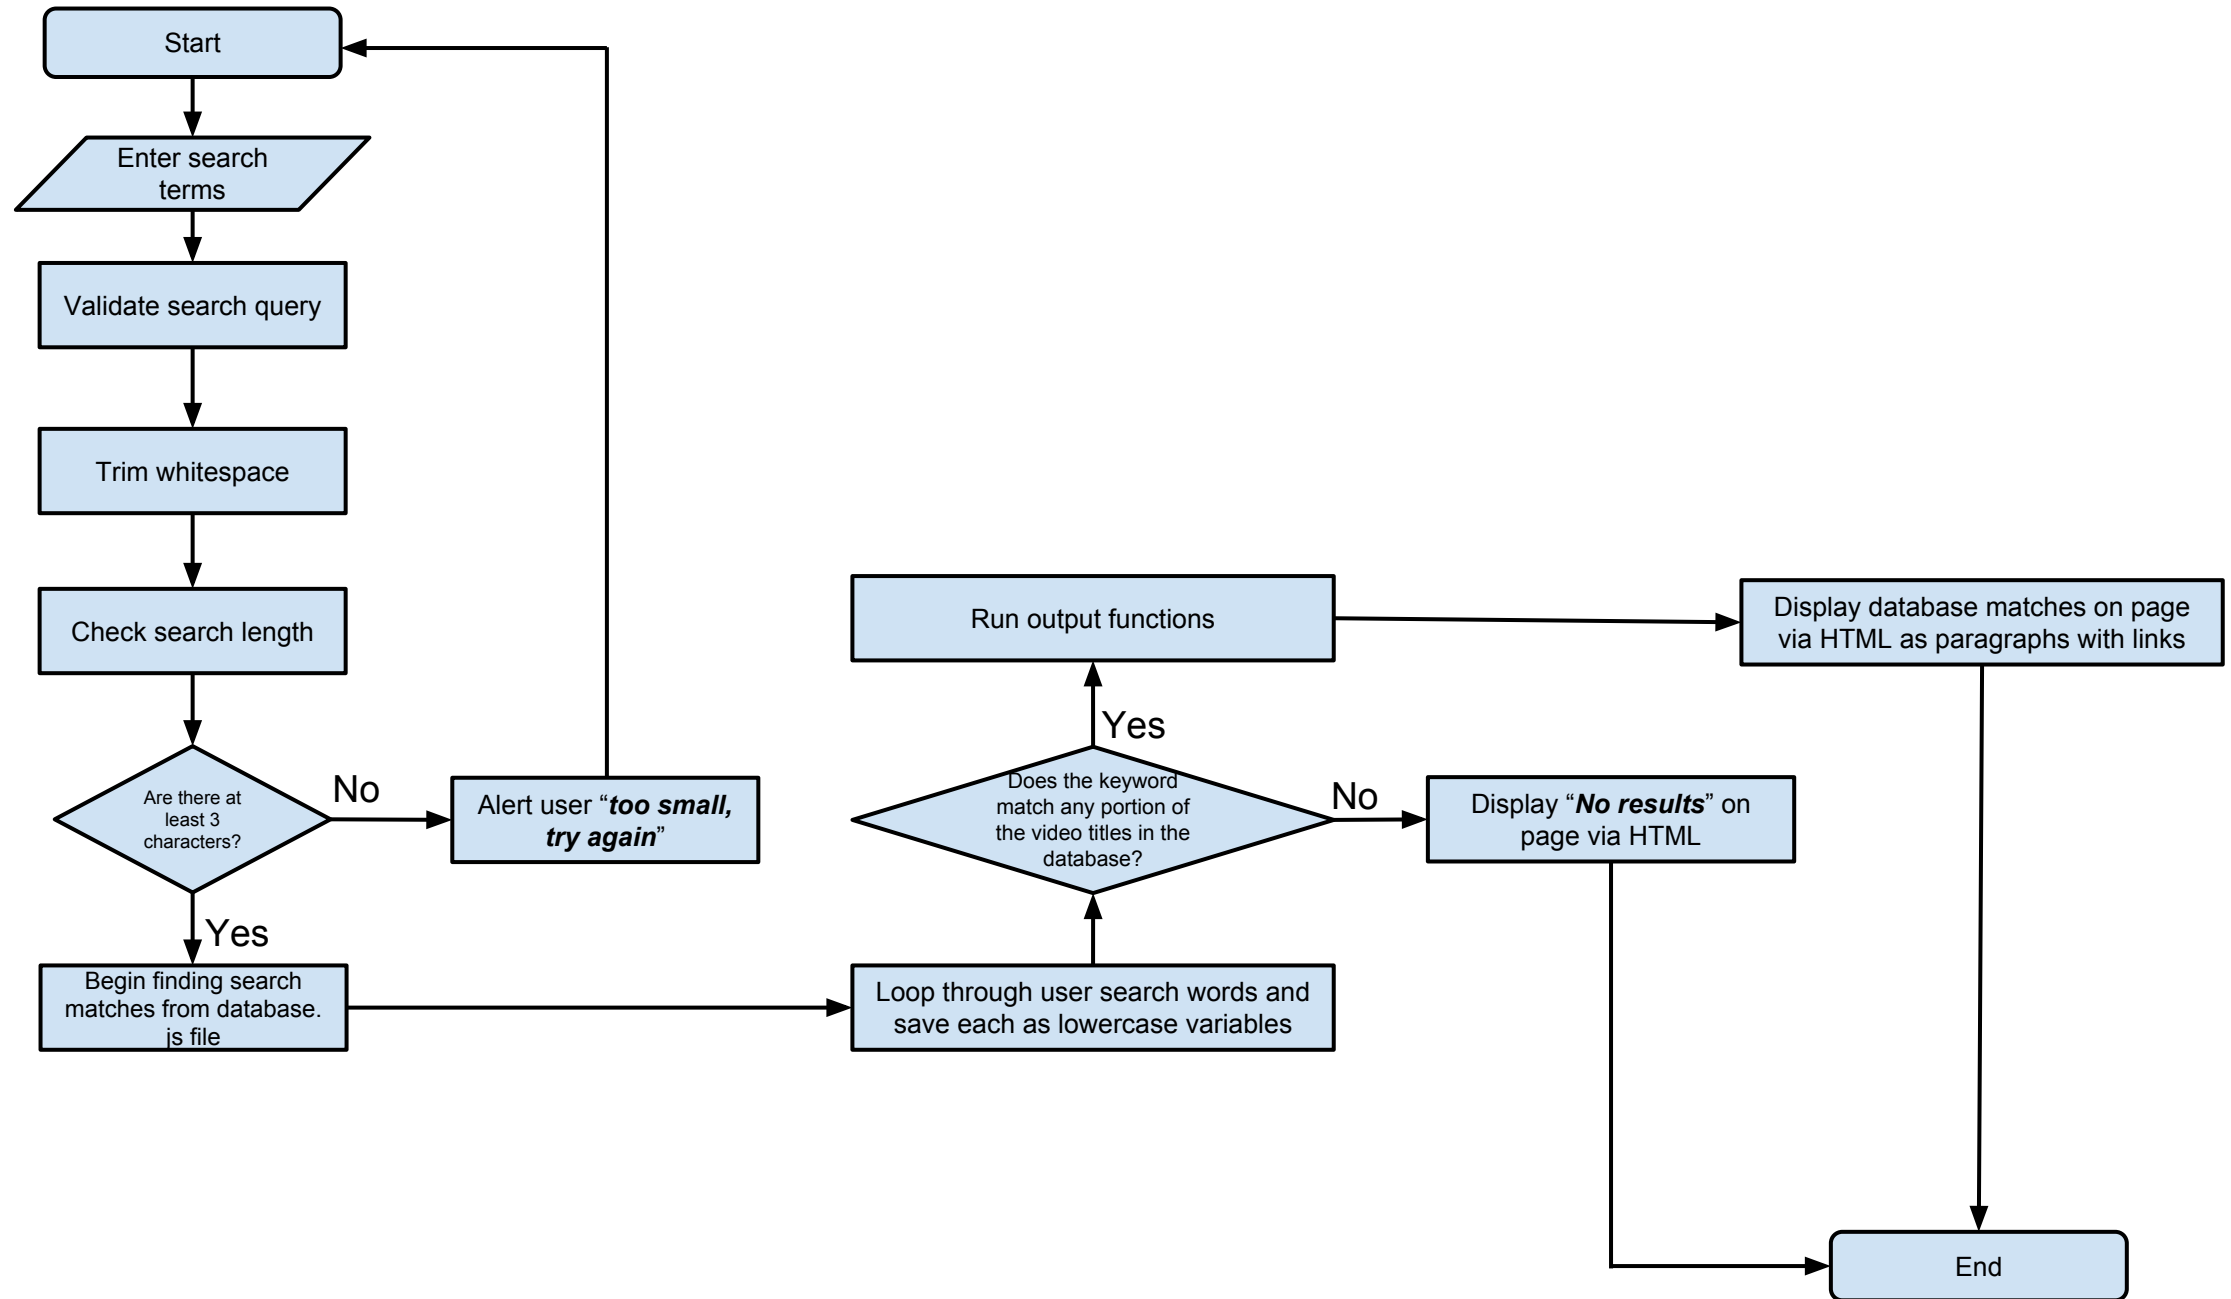 Start
Enter search
terms
Validate search query
Trim whitespace
Check search length
Are there at
least 3
characters?
No
Alert user “too small,
try again”
Yes
Begin finding search
matches from database.
js file
Loop through user search words and
save each as lowercase variables
Does the keyword
match any portion of
the video titles in the
database?
No
Display “No results” on
page via HTML
Yes
Run output functions
Display database matches on page
via HTML as paragraphs with links
End